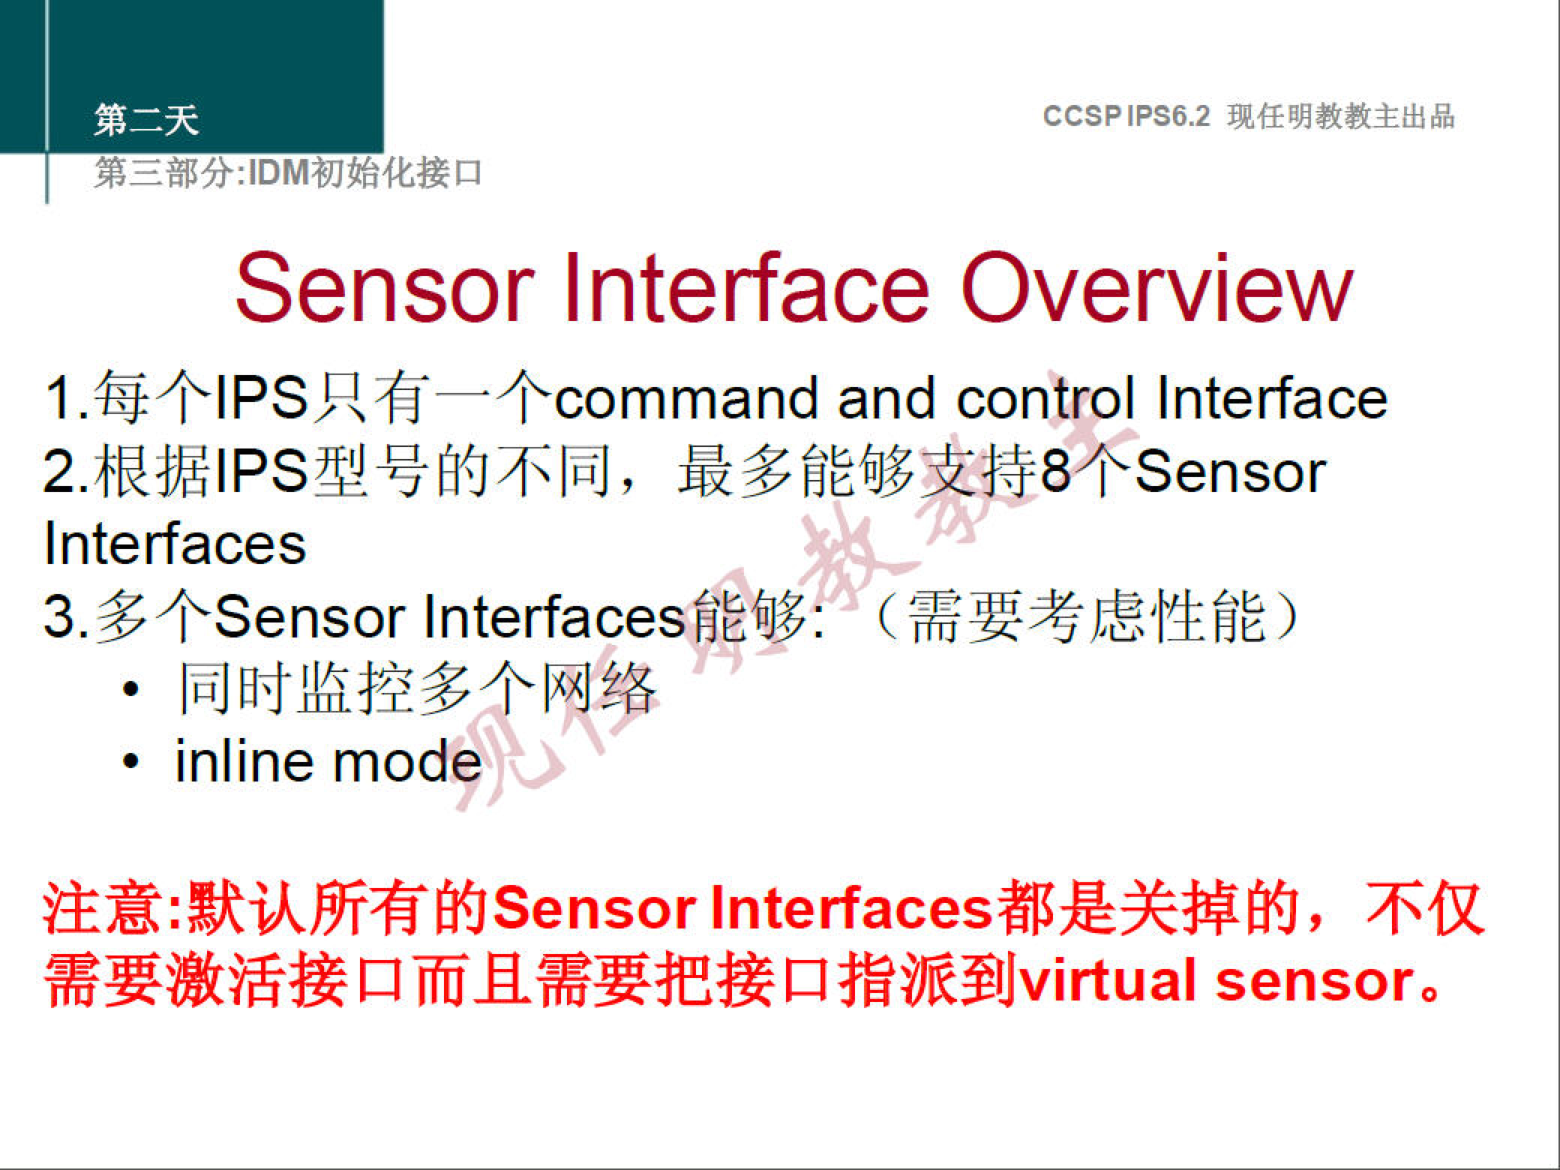 第二天
CCSP IPS6.2 现任明教教主出品
第三部分:IDM初始化接口
Sensor Interface Overview
1.每个IPS只有一个command and control Interface
2.根据IPS型号的不同，最多能够支持8个Sensor
Interfaces
3.多个Sensor Interfaces能够:（需要考虑性能）
• 同时监控多个网络
• inline mode
现任明教教主
注意:默认所有的Sensor Interfaces都是关掉的，不仅
需要激活接口而且需要把接口指派到virtual sensor。